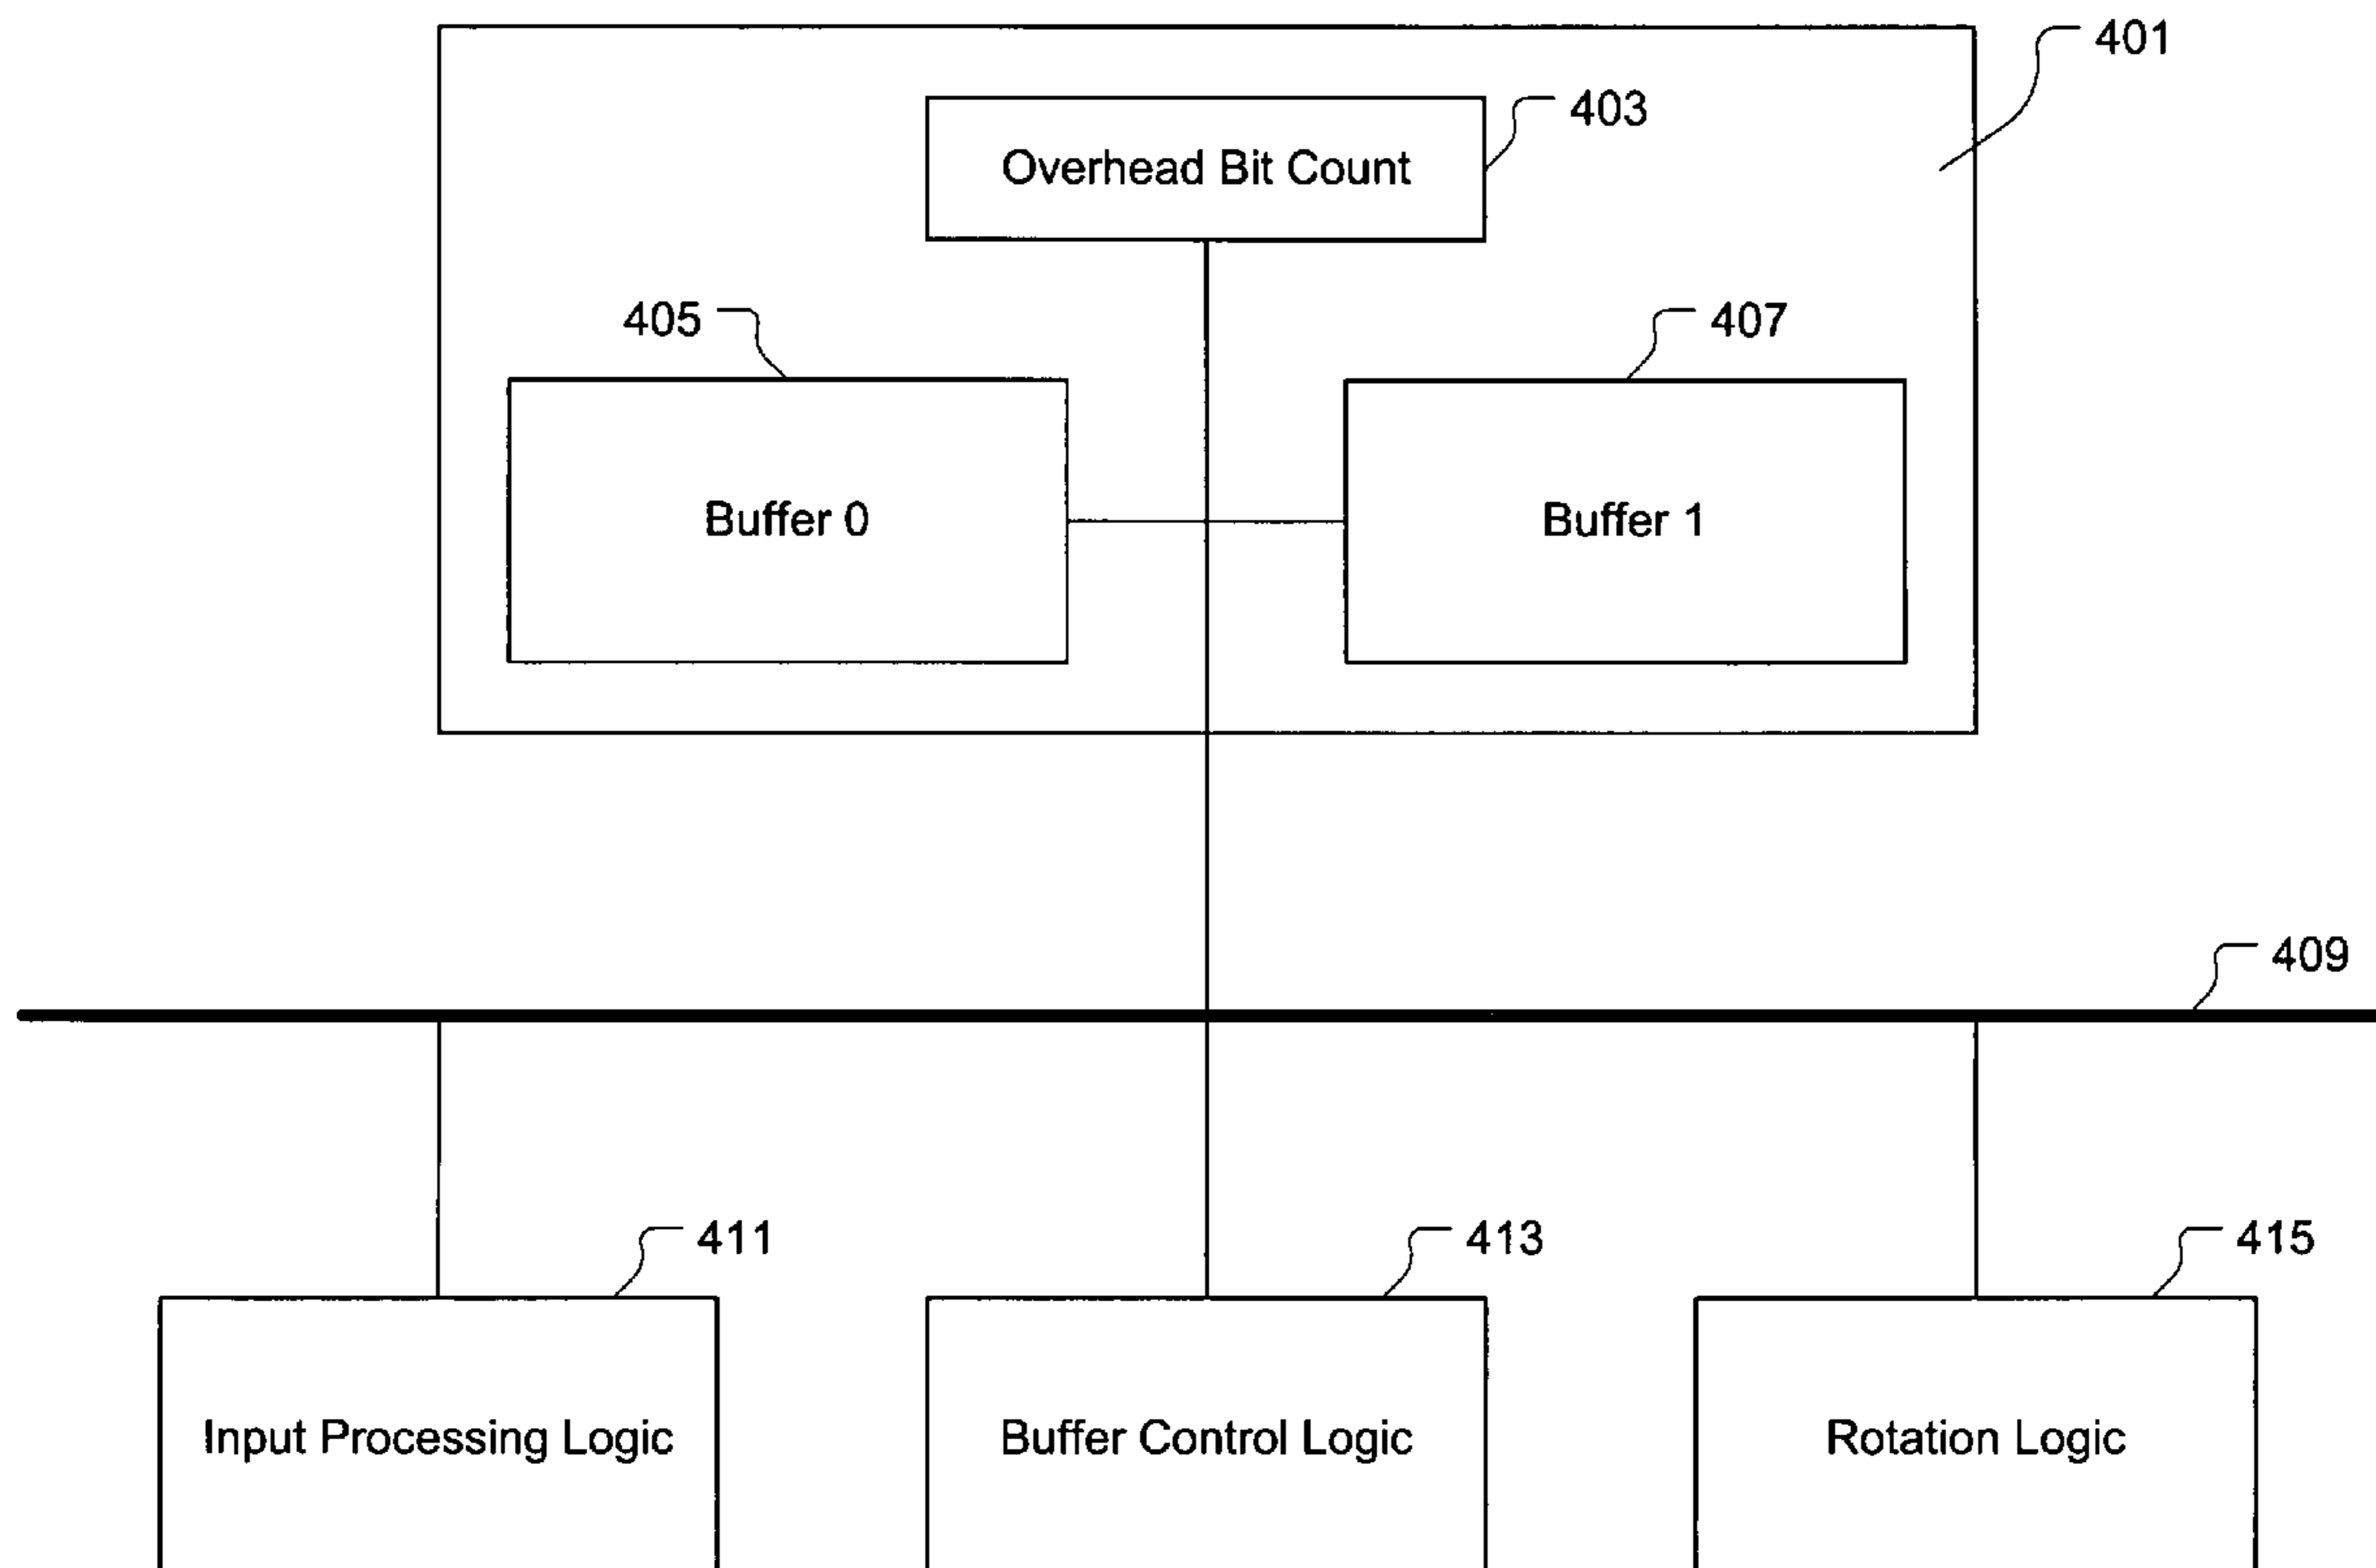 401
403
Overhead Bit Count
405
407
Buffer 0
Buffer 1
409
411
413
415
Input Processing Logic
Buffer Control Logic
Rotation Logic